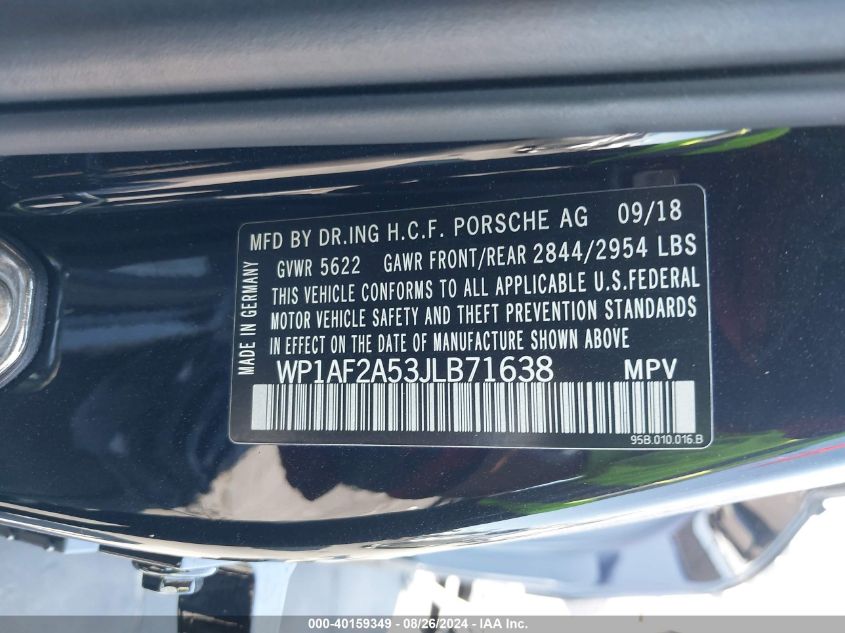 MFD BY DR.ING H.C.F. PORSCHE AG 09/18
GVWR 5622 GAWR FRONT/REAR 2844/2954 LBS
THIS VEHICLE CONFORMS TO ALL APPLICABLE U.S.FEDERAL
MOTOR VEHICLE SAFETY AND THEFT PREVENTION STANDARDS
IN EFFECT ON THE DATE OF MANUFACTURE SHOWN ABOVE
WP1AF2A53JLB71638 MPV
95B.010.016.B
MADE IN GERMANY
000-40159349 - 08/26/2024 - IAA Inc.